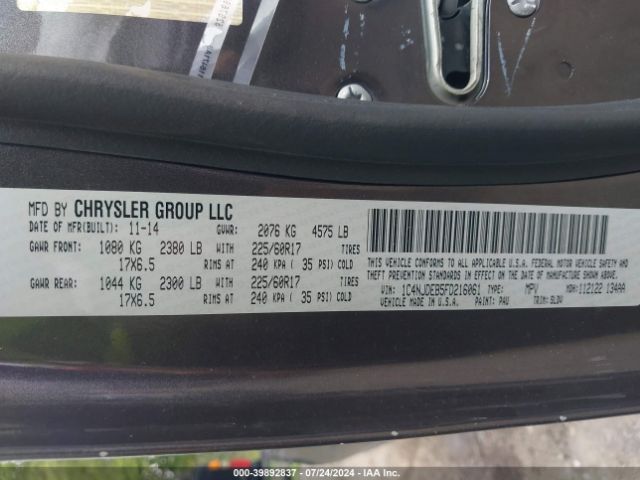 MFD BY CHRYSLER GROUP LLC
DATE OF MFR(BUILT): 11-14 GVWR: 2076 KG 4575 LB
GAWR FRONT: 1080 KG 2380 LB WITH 225/60R17 TIRES
17X6.5 RIMS AT 240 KPA ( 35 PSI) COLD
GAWR REAR: 1044 KG 2300 LB WITH 225/60R17 TIRES
17X6.5 RIMS AT 240 KPA ( 35 PSI) COLD
THIS VEHICLE CONFORMS TO ALL APPLICABLE U.S.A. FEDERAL MOTOR VEHICLE SAFETY AND
THEFT PREVENTION STANDARDS IN EFFECT ON THE DATE OF MANUFACTURE SHOWN ABOVE.
VIN: 1C4NJDEB5FD216061 TYPE: MPV MDH: 112122 134AA
VEHICLE MADE IN U.S.A. PAINT: PAU TRIM: SLDV
©ONLINE-39892837 - 07/24/2024 - IAA Inc.